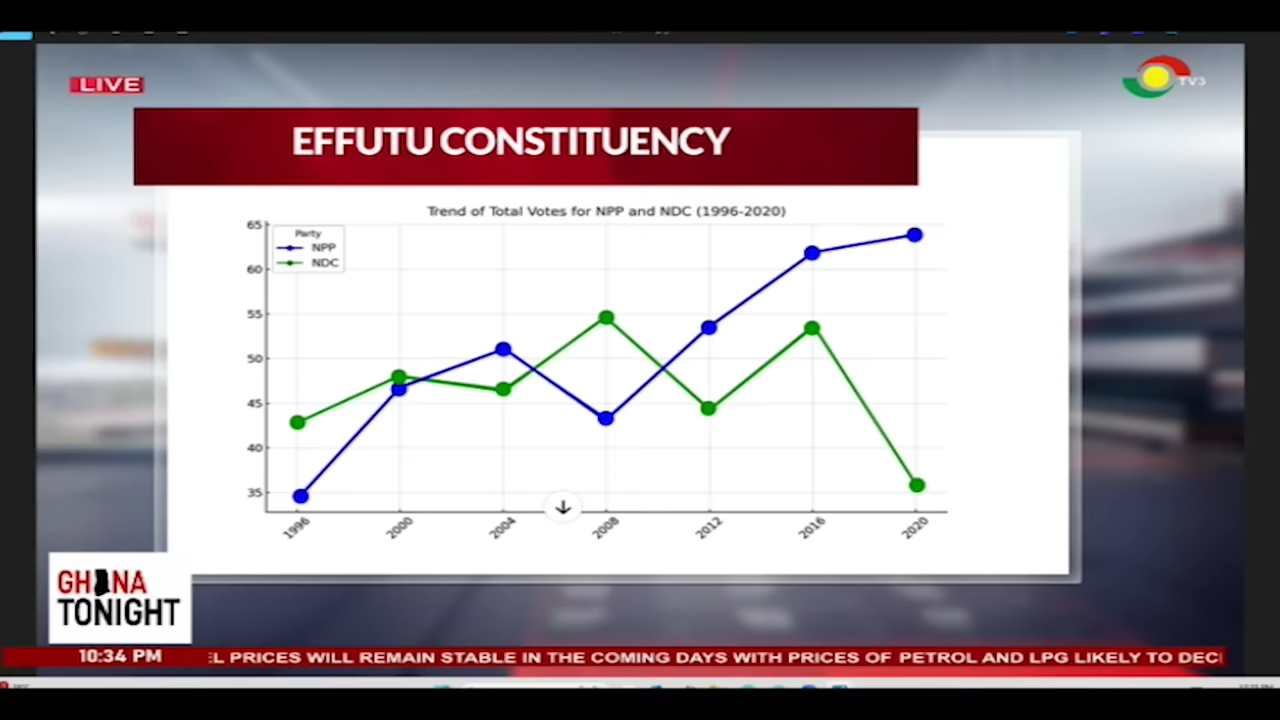 LIVE
TV3
EFFUTU CONSTITUENCY
Trend of Total Votes for NPP and NDC (1996-2020)
Party
NPP
NDC
65
60
55
50
45
40
35
1996
2000
2004
2008
2012
2016
2020
GHANA
TONIGHT
10:34 PM
EL PRICES WILL REMAIN STABLE IN THE COMING DAYS WITH PRICES OF PETROL AND LPG LIKELY TO DEC